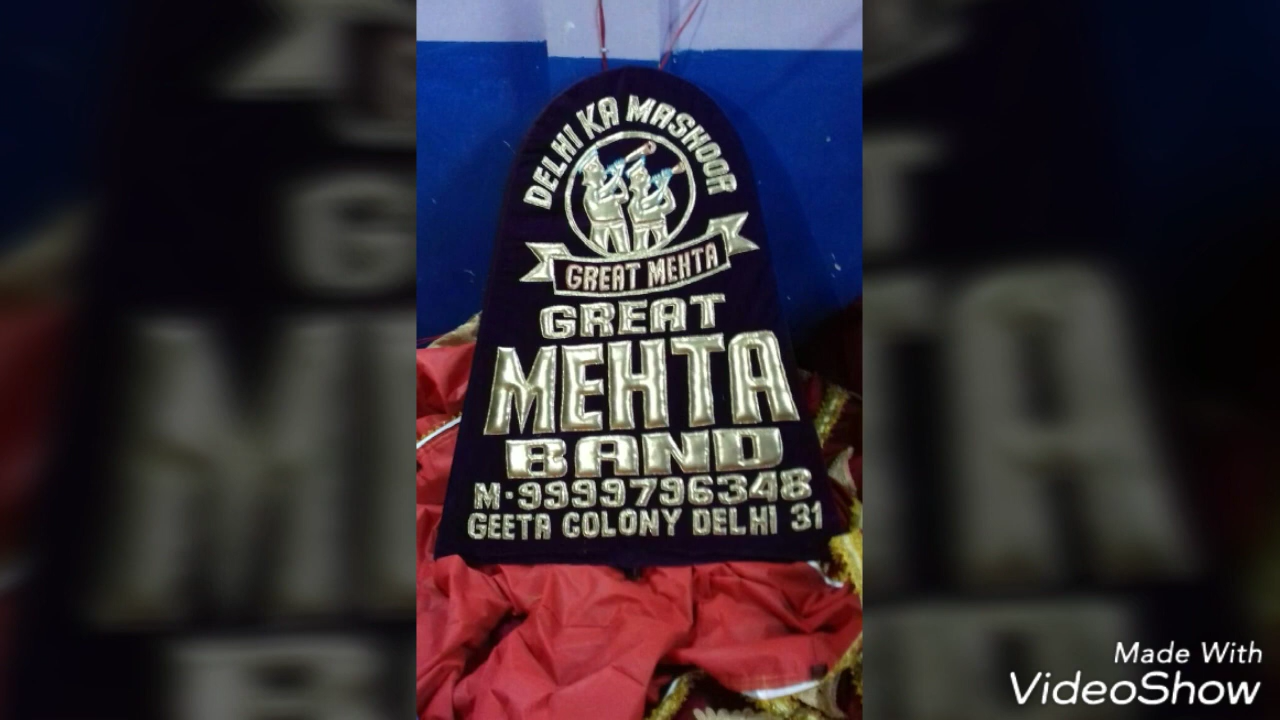 DELHI KA MASHOOR
GREAT MEHTA
GREAT
MEHTA
BAND
M-9999796348
GEETA COLONY DELHI 31
Made With
VideoShow